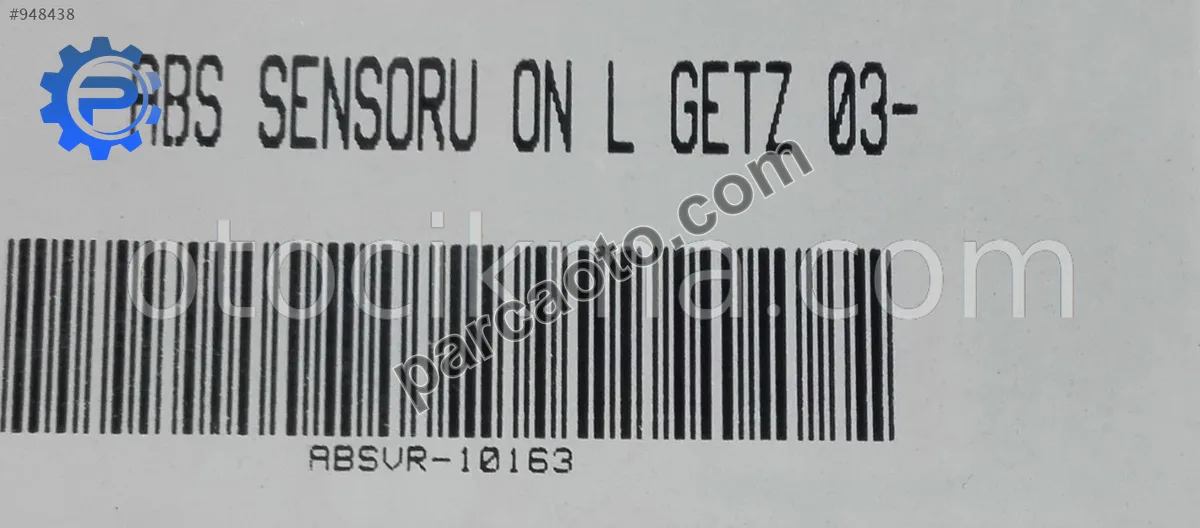 #948438
ABS SENSORU ON L GETZ 03-
otocikma.com
parcaoto.com
ABSVR-10163